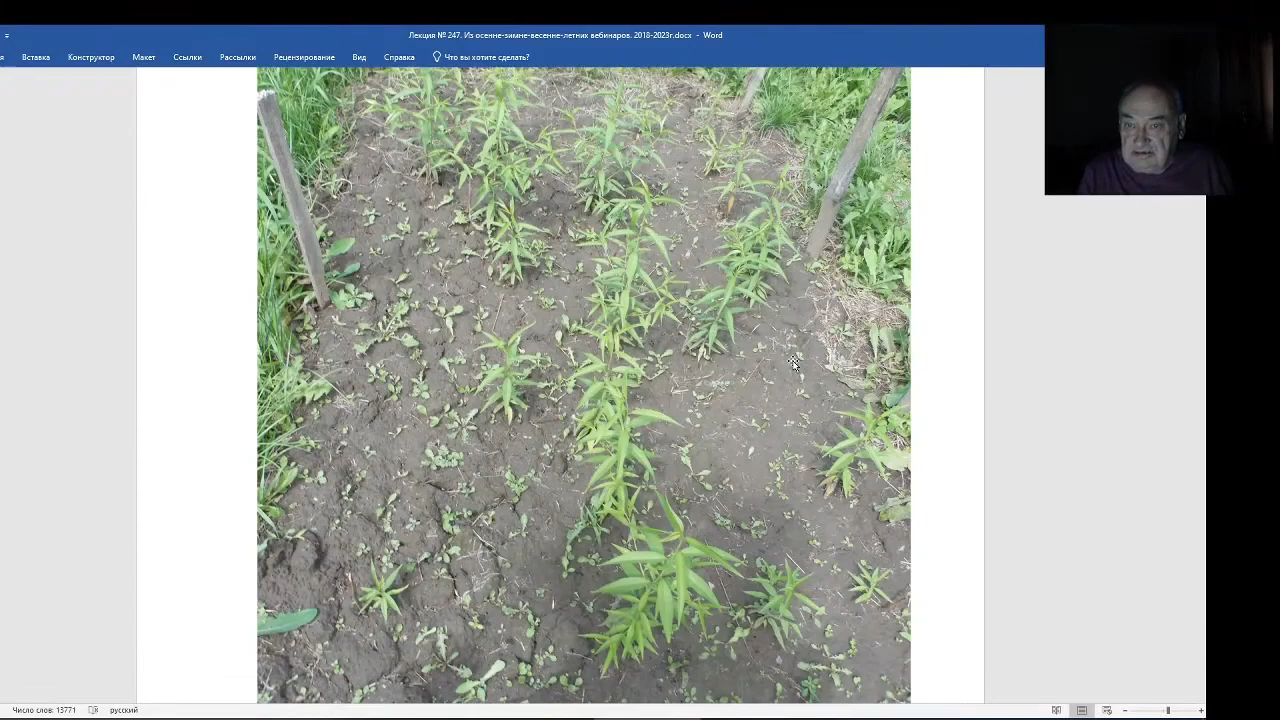 Лекция № 247. Из осенне-зимне-весенне-летних вебинаров. 2018-2023г.docx - Word
я Вставка Конструктор Макет Ссылки Рассылки Рецензирование Вид Справка Что вы хотите сделать?
Число слов: 13771 русский